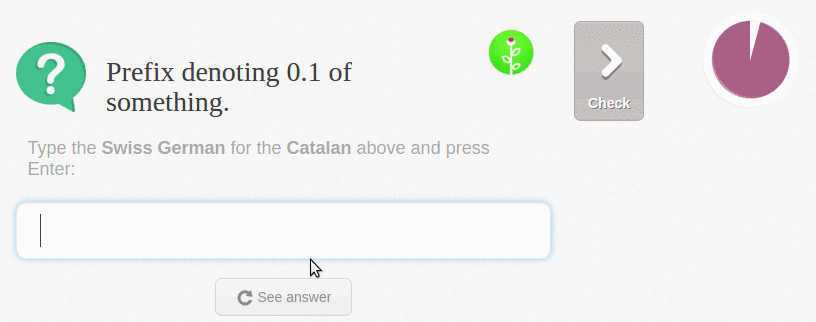 Prefix denoting 0.1 of
something.
Check
Type the Swiss German for the Catalan above and press
Enter:
See answer